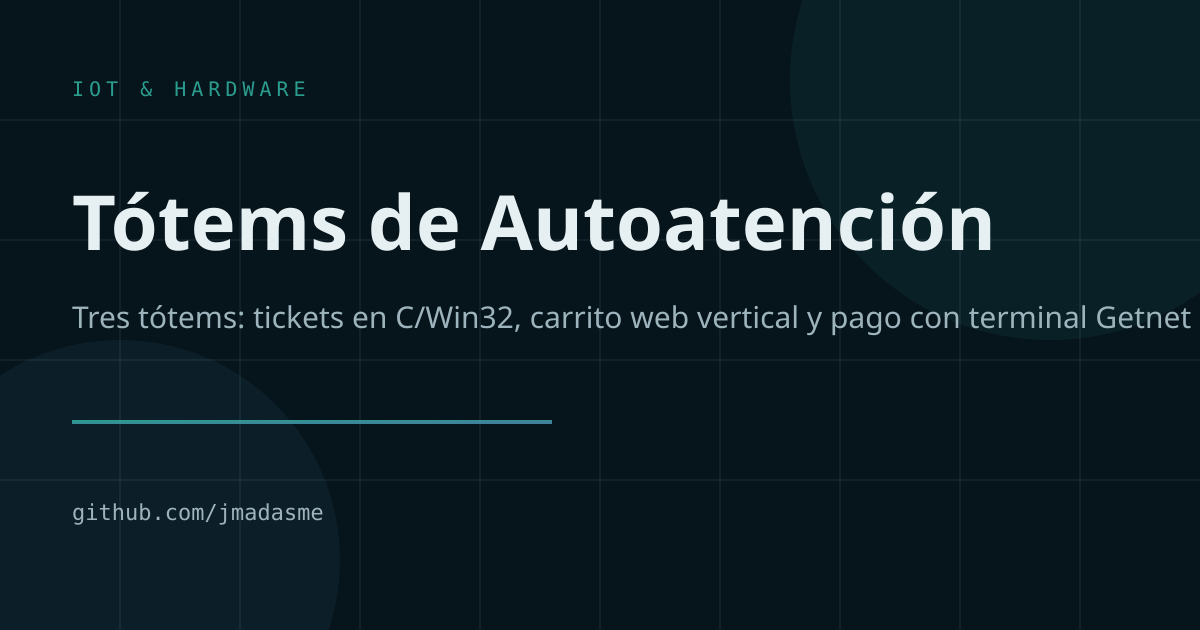 IOT & HARDWARE
Tótems de Autoatención
Tres tótems: tickets en C/Win32, carrito web vertical y pago con terminal Getnet
github.com/jmadasme